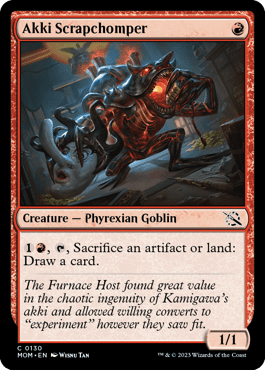 Akki Scrapchomper
Creature — Phyrexian Goblin
1, Sacrifice an artifact or land:
Draw a card.
The Furnace Host found great value
in the chaotic ingenuity of Kamigawa's
akki and allowed willing converts to
"experiment" however they saw fit.
1/1
C 0130
MOM • EN WISNU TAN
™ & © 2023 Wizards of the Coast